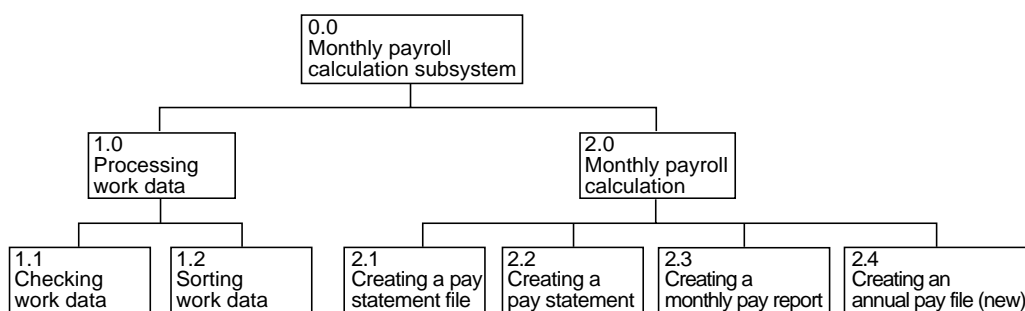 0.0
Monthly payroll
calculation subsystem
1.0
Processing
work data
2.0
Monthly payroll
calculation
1.1
Checking
work data
1.2
Sorting
work data
2.1
Creating a pay
statement file
2.2
Creating a
pay statement
2.3
Creating a
monthly pay report
2.4
Creating an
annual pay file (new)